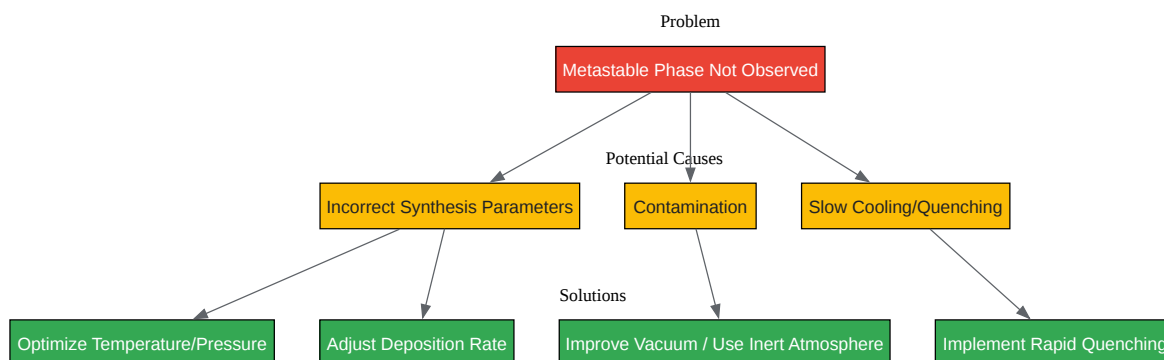 Problem
Metastable Phase Not Observed
Potential Causes
Incorrect Synthesis Parameters
Contamination
Slow Cooling/Quenching
Solutions
Optimize Temperature/Pressure
Adjust Deposition Rate
Improve Vacuum / Use Inert Atmosphere
Implement Rapid Quenching